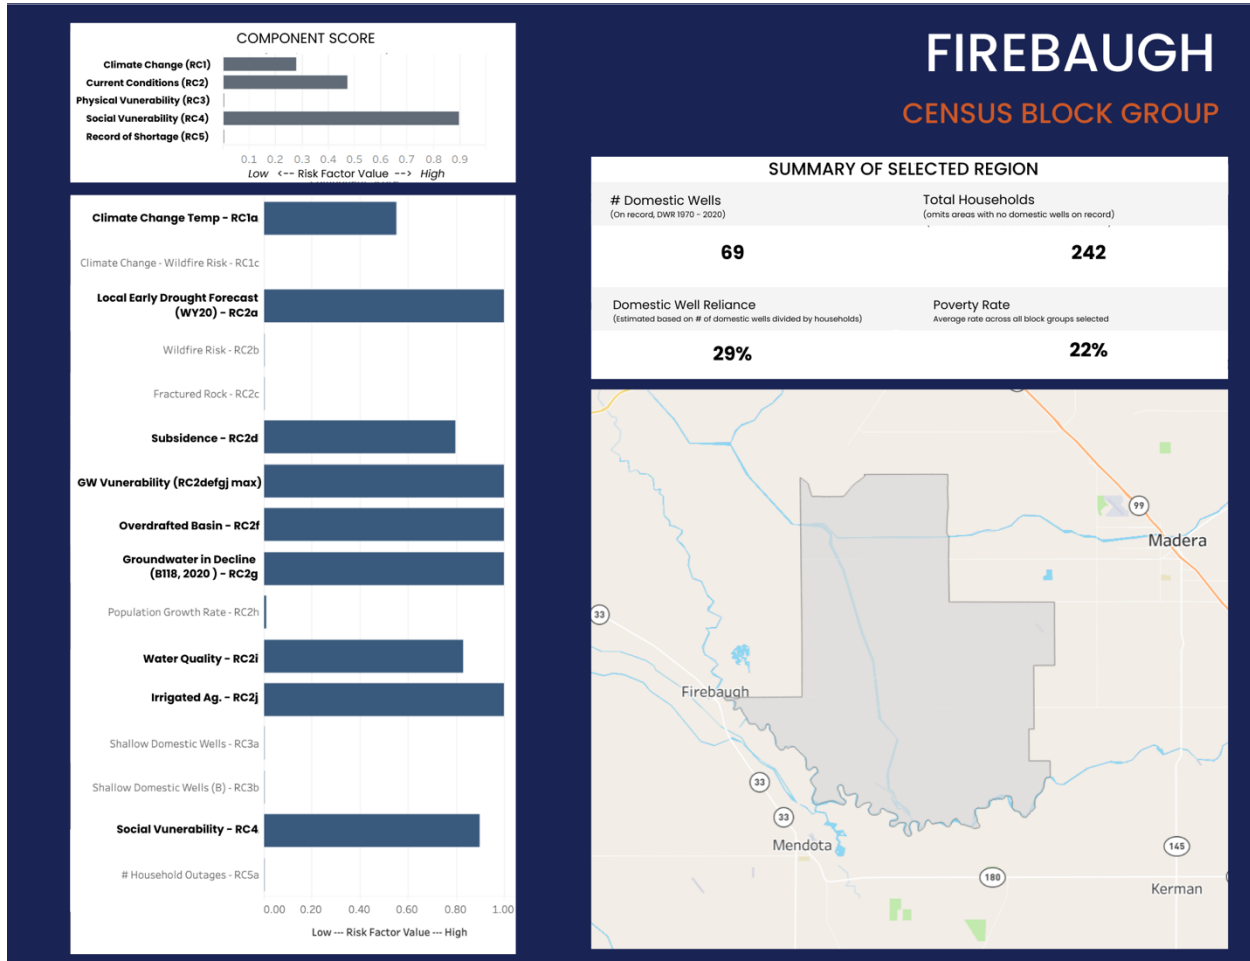 FIREBAUGH
CENSUS BLOCK GROUP
COMPONENT SCORE
Climate Change (RC1)
Current Conditions (RC2)
Physical Vunerability (RC3)
Social Vunerability (RC4)
Record of Shortage (RC5)
0.1 0.2 0.3 0.4 0.5 0.6 0.7 0.8 0.9
Low <-- Risk Factor Value --> High
Climate Change Temp - RC1a
Climate Change - Wildfire Risk - RC1c
Local Early Drought Forecast
(WY20) - RC2a
Wildfire Risk - RC2b
Fractured Rock - RC2c
Subsidence - RC2d
GW Vunerability (RC2defgj max)
Overdrafted Basin - RC2f
Groundwater in Decline
(B118, 2020 ) - RC2g
Population Growth Rate - RC2h
Water Quality - RC2i
Irrigated Ag. - RC2j
Shallow Domestic Wells - RC3a
Shallow Domestic Wells (B) - RC3b
Social Vunerability - RC4
# Household Outages - RC5a
0.00 0.20 0.40 0.60 0.80 1.00
Low --- Risk Factor Value --- High
SUMMARY OF SELECTED REGION
# Domestic Wells
(On record, DWR 1970 - 2020)
69
Total Households
(omits areas with no domestic wells on record)
242
Domestic Well Reliance
(Estimated based on # of domestic wells divided by households)
29%
Poverty Rate
Average rate across all block groups selected
22%
99
Madera
33
Firebaugh
33
33
Mendota
145
180
Kerman